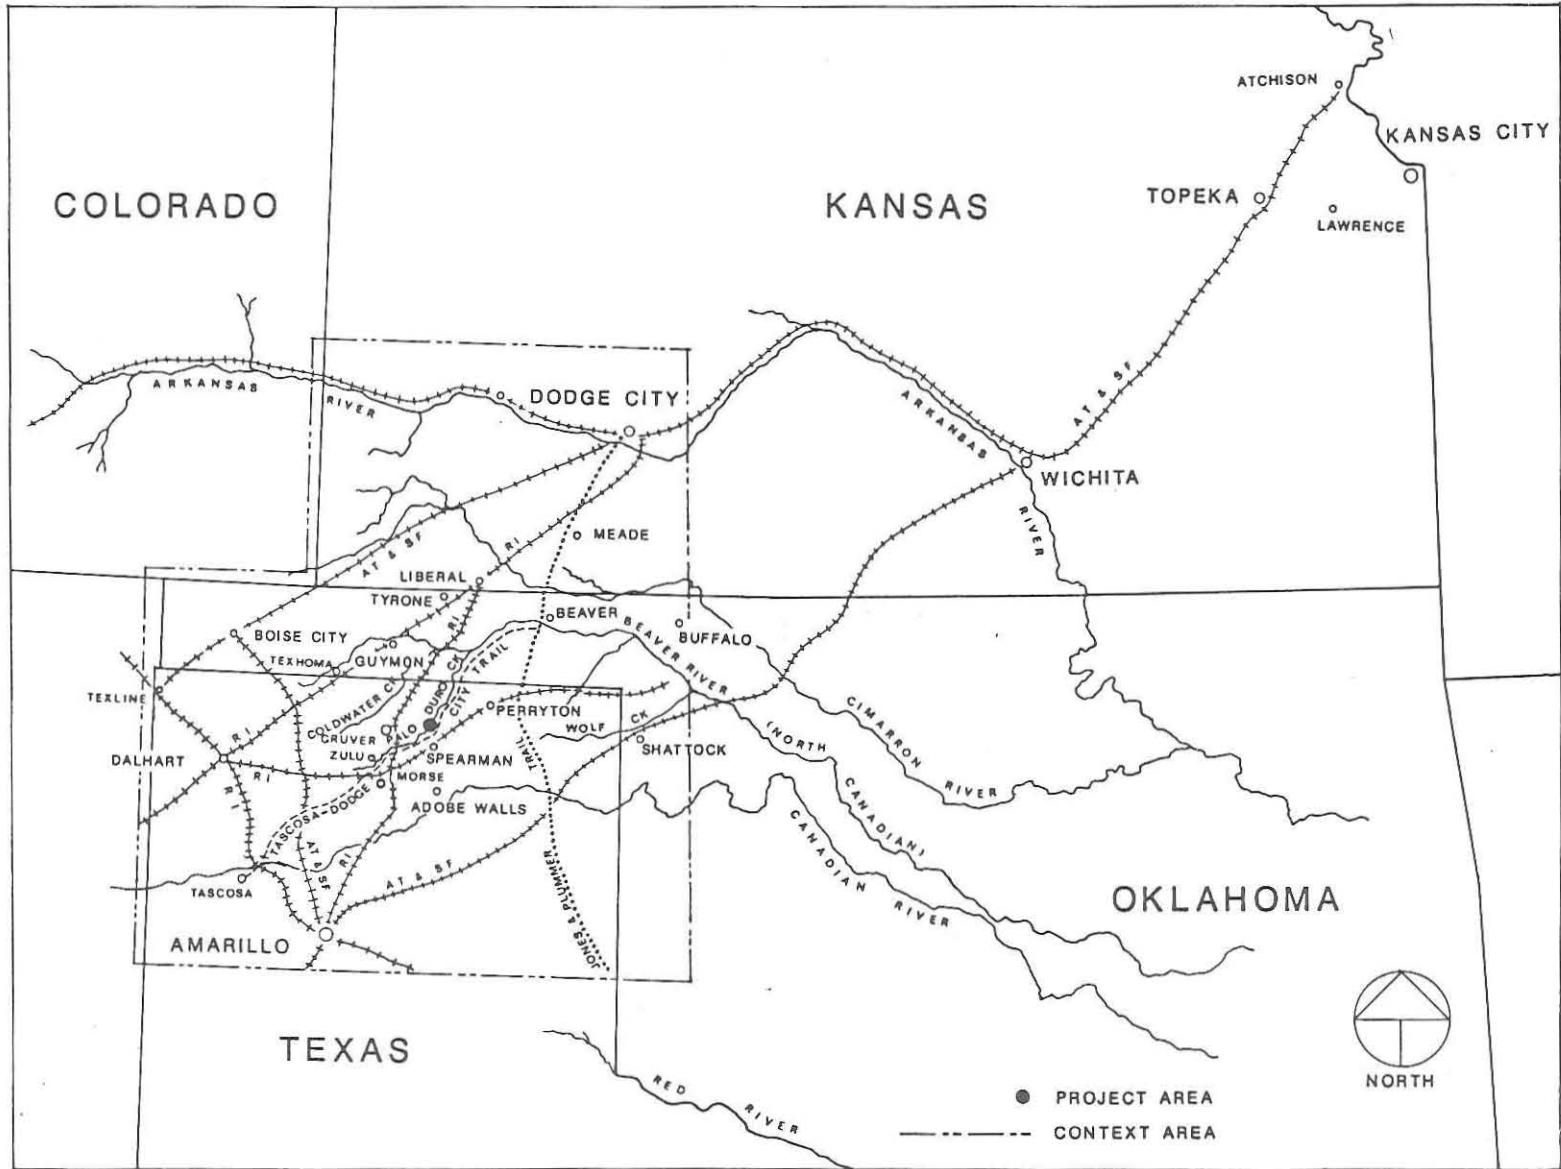 ATCHISON
KANSAS CITY
COLORADO
KANSAS
TOPEKA
LAWRENCE
ARKANSAS
RIVER
DODGE CITY
ARKANSAS
RIVER
AT & SF
WICHITA
AT & SF
RI
MEADE
LIBERAL
TYRONE
BEAVER
BUFFALO
BEAVER RIVER
BOISE CITY
RI
TEXHOMA
GUYMON
TEXLINE
COLDWATER CK
PALO DURO CK
CITY TRAIL
PERRYTON
WOLF CK
SHATTOCK
GRUVER
ZULU
SPEARMAN
DALHART
RI
RI
RI
MORSE
ADOBE WALLS
TASCOSA-DODGE
TRAIL
(NORTH
CANADIAN)
CIMARRON
RIVER
CANADIAN
RIVER
TASCOSA
AT & SF
RI
AT & SF
JONES & PLUMMER
AMARILLO
OKLAHOMA
TEXAS
RED
RIVER
NORTH
PROJECT AREA
CONTEXT AREA